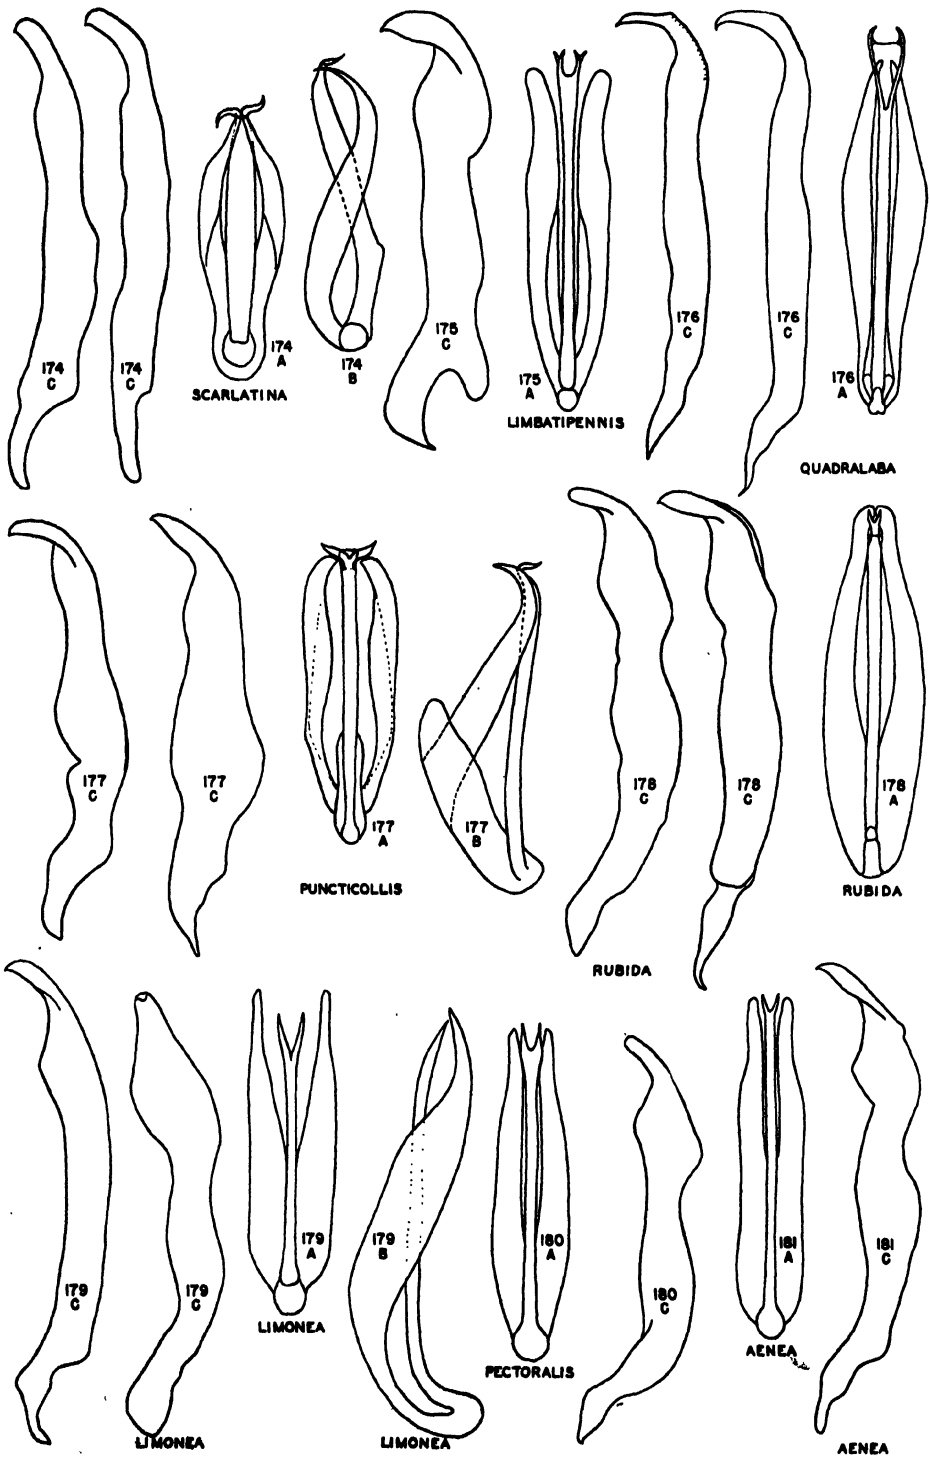 174
C
174
C
174
A
SCARLATINA
174
B
175
C
175
A
LIMBATIPENNIS
176
C
176
C
176
A
QUADRALABA
177
C
177
C
177
A
PUNCTICOLLIS
177
B
178
C
178
C
RUBIDA
178
A
RUBIDA
179
C
179
C
LIMONEA
179
A
LIMONEA
179
B
LIMONEA
180
A
PECTORALIS
180
C
181
A
AENEA
181
C
AENEA